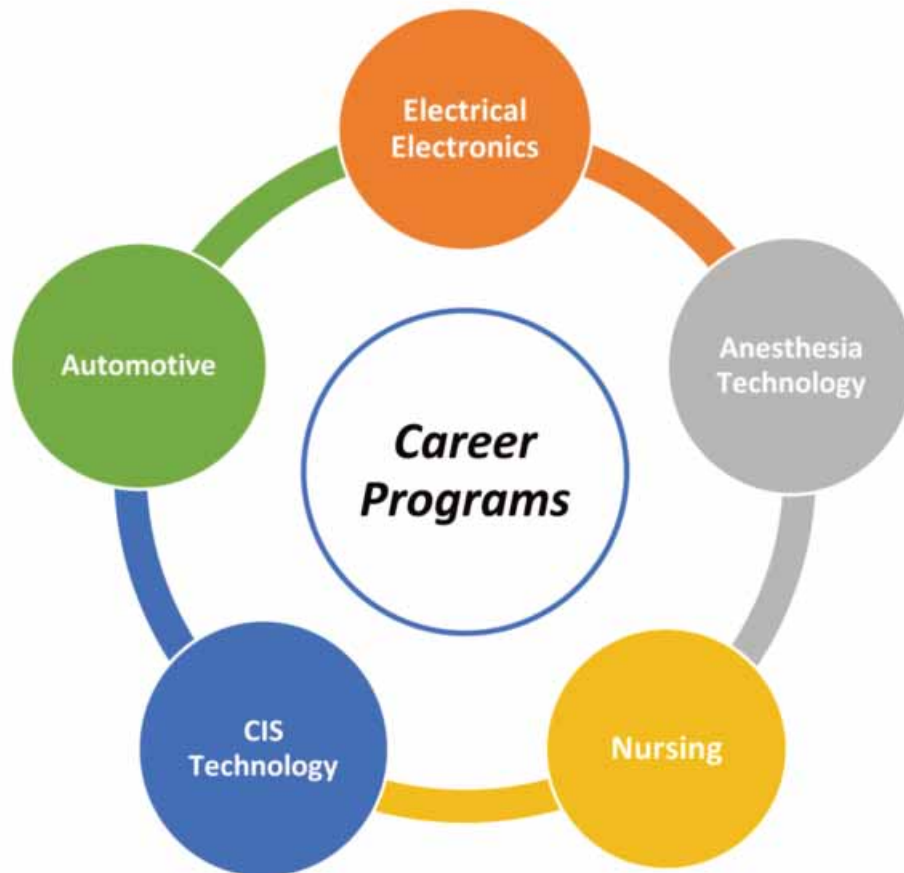 Electrical
Electronics
Anesthesia
Technology
Automotive
Career
Programs
CIS
Technology
Nursing